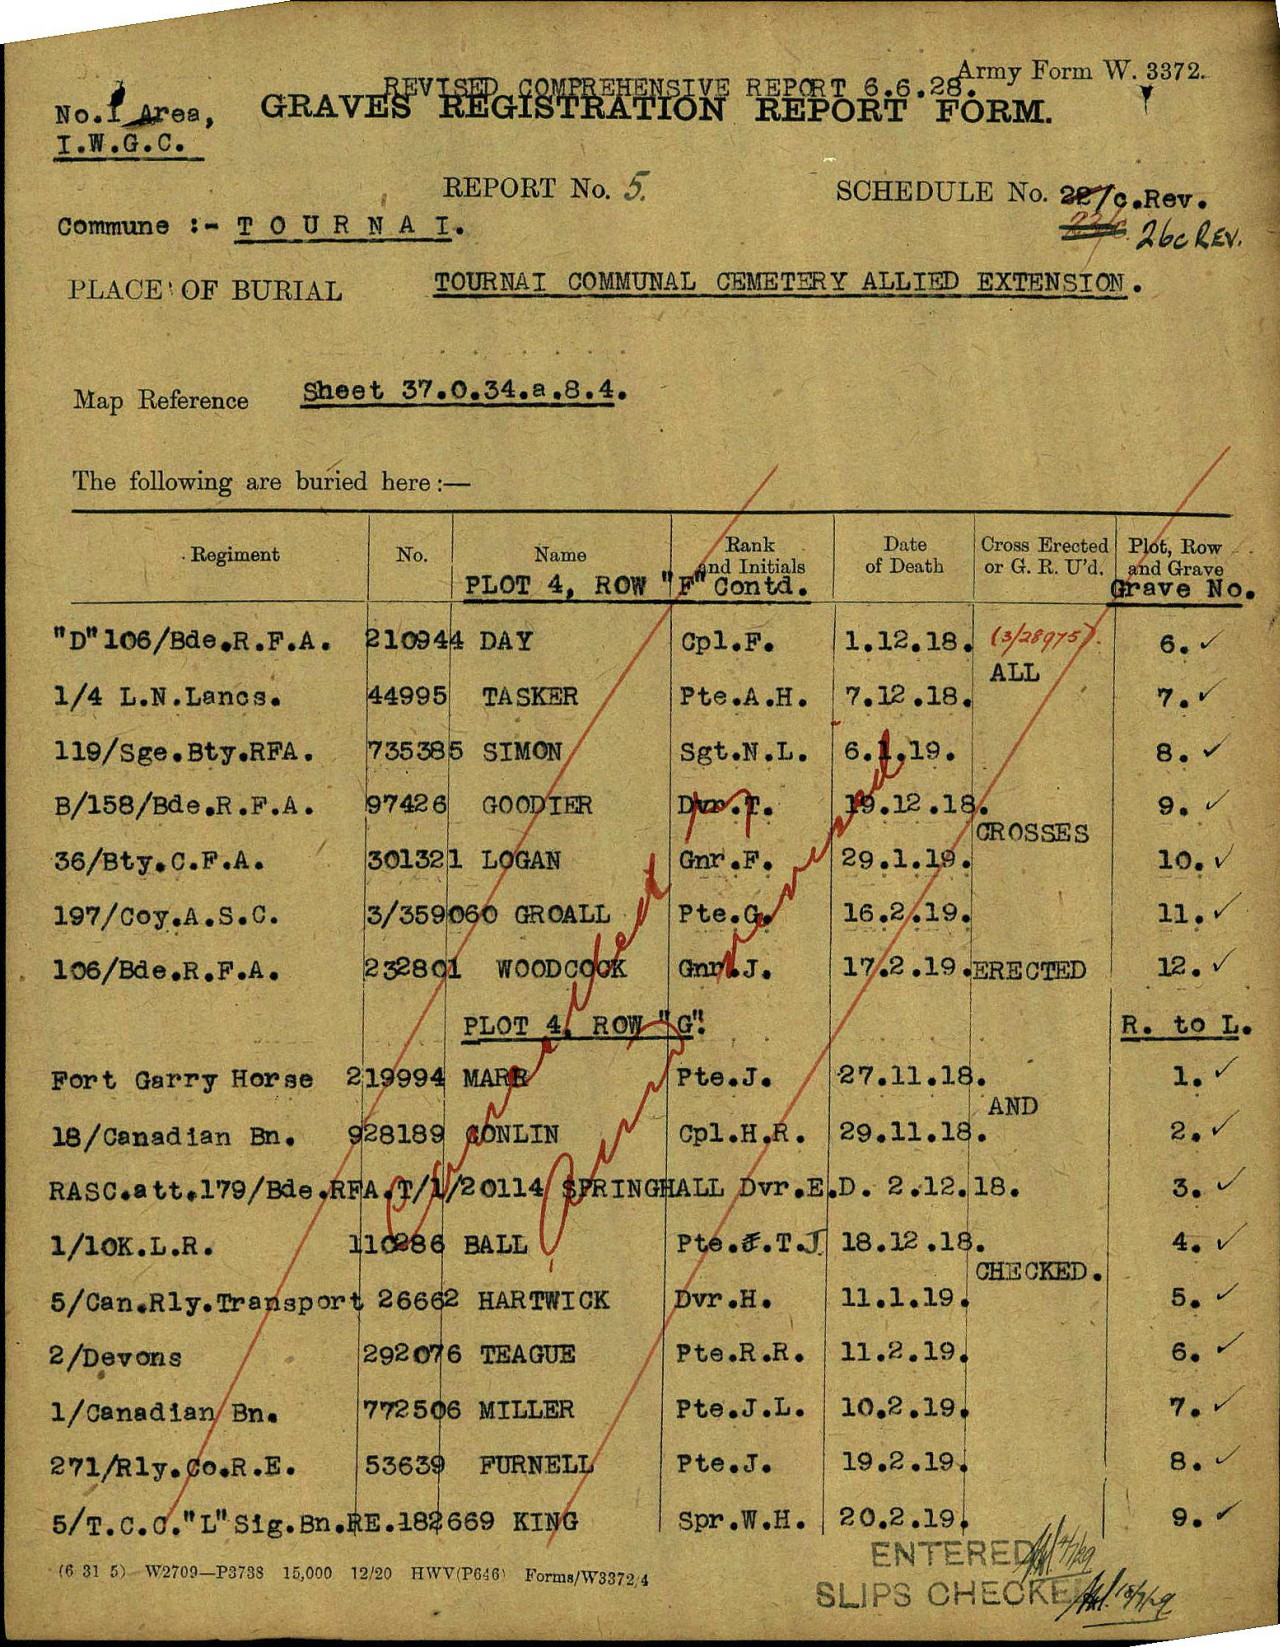 Army Form W. 3372.
REVISED COMPREHENSIVE REPORT 6.6.28.
No.1 Area,
GRAVES REGISTRATION REPORT FORM.
I.W.G.C.
REPORT No. 5.
SCHEDULE No. 22/c.Rev.
26c REV.
Commune :- TOURNAI.
PLACE OF BURIAL TOURNAI COMMUNAL CEMETERY ALLIED EXTENSION.
Map Reference Sheet 37.O.34.a.8.4.
The following are buried here:—
Regiment No. Name Rank and Initials Date of Death Cross Erected or G. R. U'd. Plot, Row and Grave
PLOT 4, ROW "F" Contd. Grave No.
"D" 106/Bde.R.F.A. 210944 DAY Cpl.F. 1.12.18. (3/28975). 6. ✓
ALL
1/4 L.N.Lancs. 44995 TASKER Pte.A.H. 7.12.18. 7. ✓
119/Sge.Bty.RFA. 735385 SIMON Sgt.N.L. 6.1.19. 8. ✓
B/158/Bde.R.F.A. 97426 GOODIER Dvr.T. 19.12.18. 9. ✓
CROSSES
36/Bty.C.F.A. 301321 LOGAN Gnr.F. 29.1.19. 10. ✓
197/Coy.A.S.C. 3/359060 GROALL Pte.G. 16.2.19. 11. ✓
106/Bde.R.F.A. 232801 WOODCOCK Gnr.J. 17.2.19. ERECTED 12. ✓
PLOT 4, ROW "G". R. to L.
Fort Garry Horse 219994 MARR Pte.J. 27.11.18. 1. ✓
AND
18/Canadian Bn. 928189 CONLIN Cpl.H.R. 29.11.18. 2. ✓
RASC.att.179/Bde.RFA.T/1/20114 SPRINGHALL Dvr.E.D. 2.12.18. 3. ✓
1/10K.L.R. 110286 BALL Pte.F.T.J 18.12.18. 4. ✓
CHECKED.
5/Can.Rly.Transport 26662 HARTWICK Dvr.H. 11.1.19. 5. ✓
2/Devons 292076 TEAGUE Pte.R.R. 11.2.19. 6. ✓
1/Canadian Bn. 772506 MILLER Pte.J.L. 10.2.19. 7. ✓
271/Rly.Co.R.E. 53639 FURNELL Pte.J. 19.2.19. 8. ✓
5/T.C.C."L" Sig.Bn.RE. 182669 KING Spr.W.H. 20.2.19. 9. ✓
Cancelled
ENTERED
(6 31 5) W2709—P3738 15,000 12/20 HWV(P646) Forms/W3372/4
SLIPS CHECKED